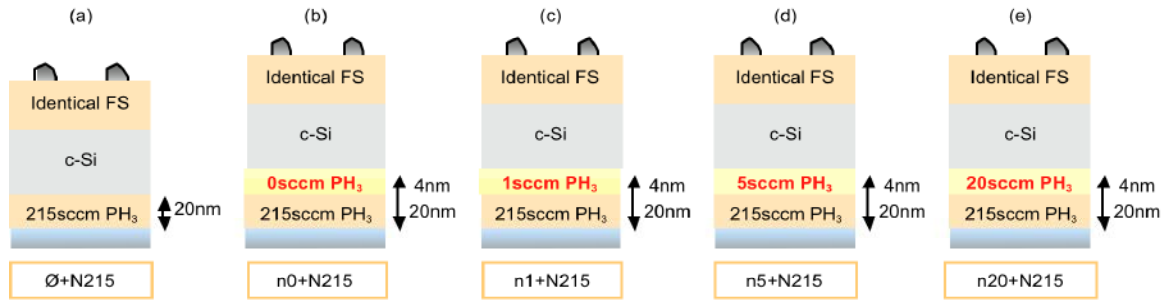 (a)
Identical FS
c-Si
215sccm PH₃
20nm
Ø+N215
(b)
Identical FS
c-Si
0sccm PH₃
4nm
215sccm PH₃
20nm
n0+N215
(c)
Identical FS
c-Si
1sccm PH₃
4nm
215sccm PH₃
20nm
n1+N215
(d)
Identical FS
c-Si
5sccm PH₃
4nm
215sccm PH₃
20nm
n5+N215
(e)
Identical FS
c-Si
20sccm PH₃
4nm
215sccm PH₃
20nm
n20+N215